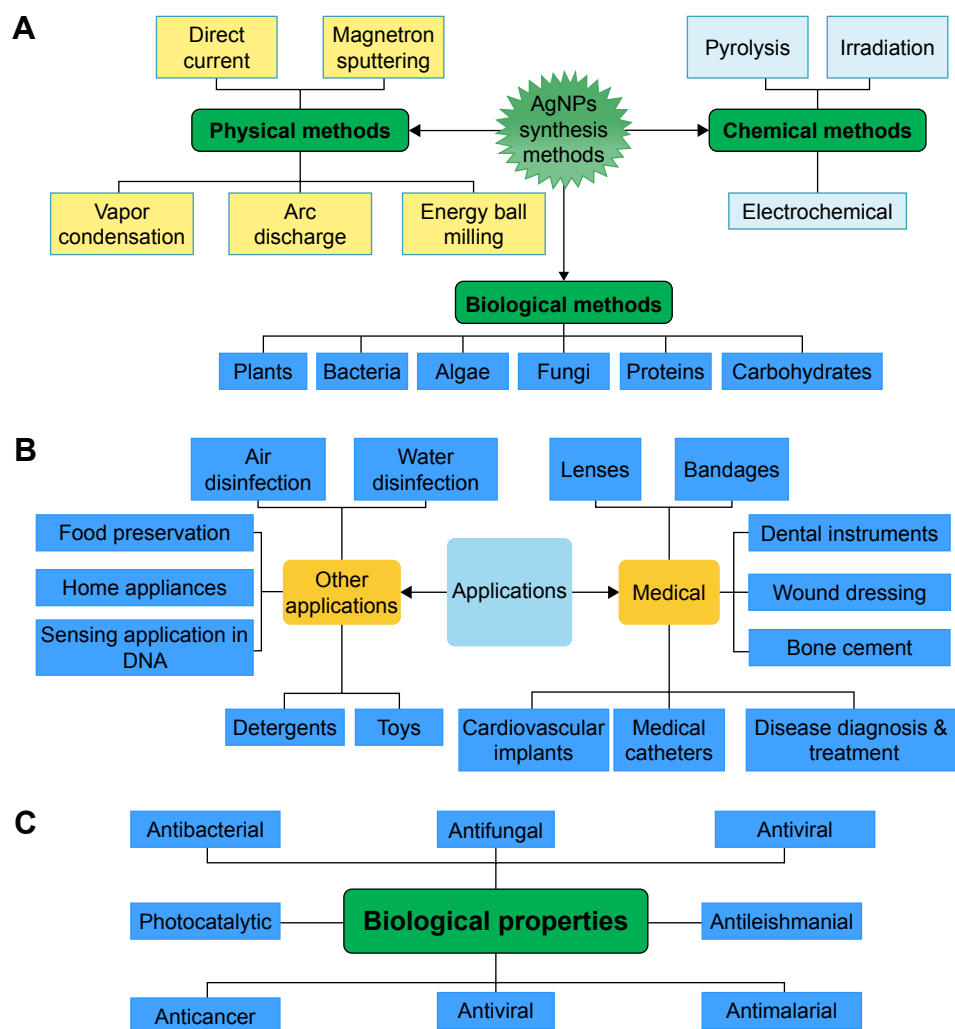 A
Direct
current
Magnetron
sputtering
Pyrolysis
Irradiation
Physical methods
AgNPs
synthesis
methods
Chemical methods
Vapor
condensation
Arc
discharge
Energy ball
milling
Electrochemical
Biological methods
Plants
Bacteria
Algae
Fungi
Proteins
Carbohydrates
B
Air
disinfection
Water
disinfection
Lenses
Bandages
Food preservation
Home appliances
Sensing application in
DNA
Other
applications
Applications
Medical
Dental instruments
Wound dressing
Bone cement
Detergents
Toys
Cardiovascular
implants
Medical
catheters
Disease diagnosis &
treatment
C
Antibacterial
Antifungal
Antiviral
Photocatalytic
Biological properties
Antileishmanial
Anticancer
Antiviral
Antimalarial